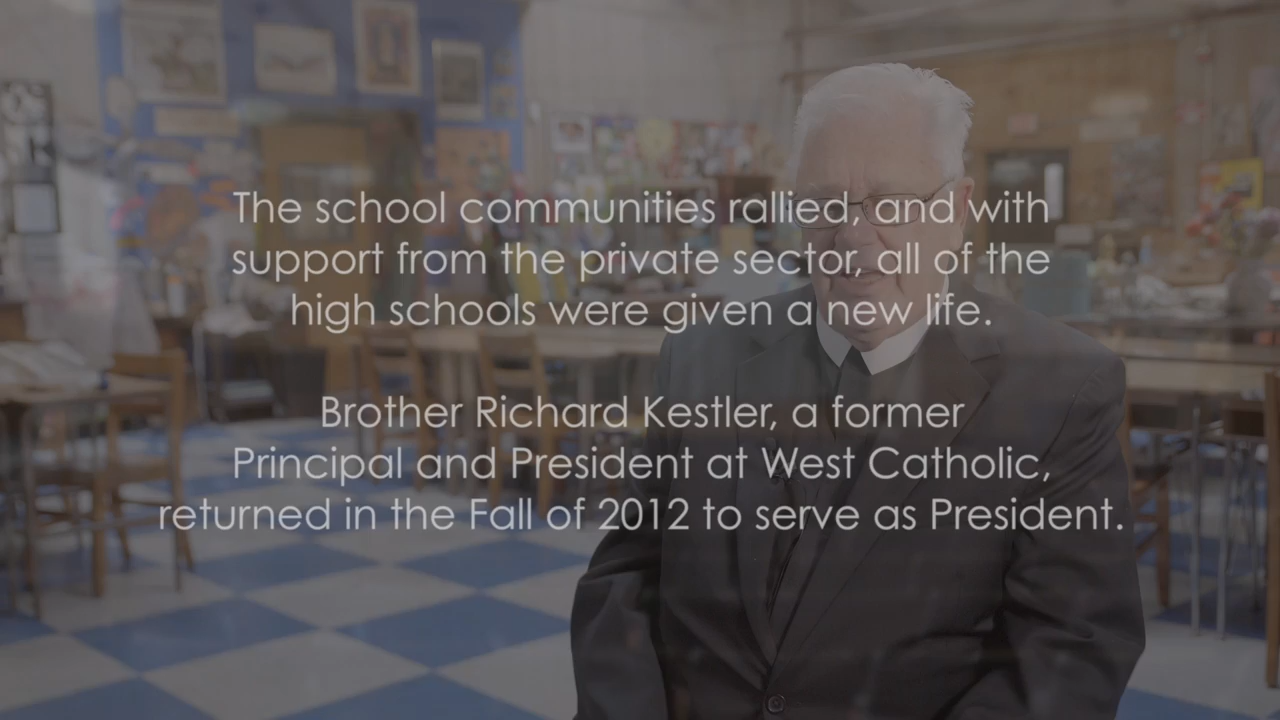 The school communities rallied, and with
support from the private sector, all of the
high schools were given a new life.
Brother Richard Kestler, a former
Principal and President at West Catholic,
returned in the Fall of 2012 to serve as President.